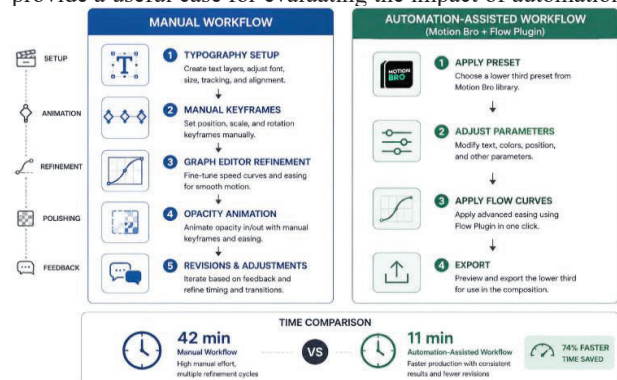 provide a useful case for evaluating the impact of automation
MANUAL WORKFLOW
SETUP
1 TYPOGRAPHY SETUP
Create text layers, adjust font,
size, tracking, and alignment.
ANIMATION
2 MANUAL KEYFRAMES
Set position, scale, and rotation
keyframes manually.
REFINEMENT
3 GRAPH EDITOR REFINEMENT
Fine-tune speed curves and easing
for smooth motion.
POLISHING
4 OPACITY ANIMATION
Animate opacity in/out with manual
keyframes and easing.
FEEDBACK
5 REVISIONS & ADJUSTMENTS
Iterate based on feedback and
refine timing and transitions.
AUTOMATION-ASSISTED WORKFLOW
(Motion Bro + Flow Plugin)
MOTION
BRO
1 APPLY PRESET
Choose a lower third preset from
Motion Bro library.
2 ADJUST PARAMETERS
Modify text, colors, position,
and other parameters.
3 APPLY FLOW CURVES
Apply advanced easing using
Flow Plugin in one click.
4 EXPORT
Preview and export the lower third
for use in the composition.
TIME COMPARISON
42 min
Manual Workflow
High manual effort,
multiple refinement cycles
VS
11 min
Automation-Assisted Workflow
Faster production with consistent
results and fewer revisions
74% FASTER
TIME SAVED